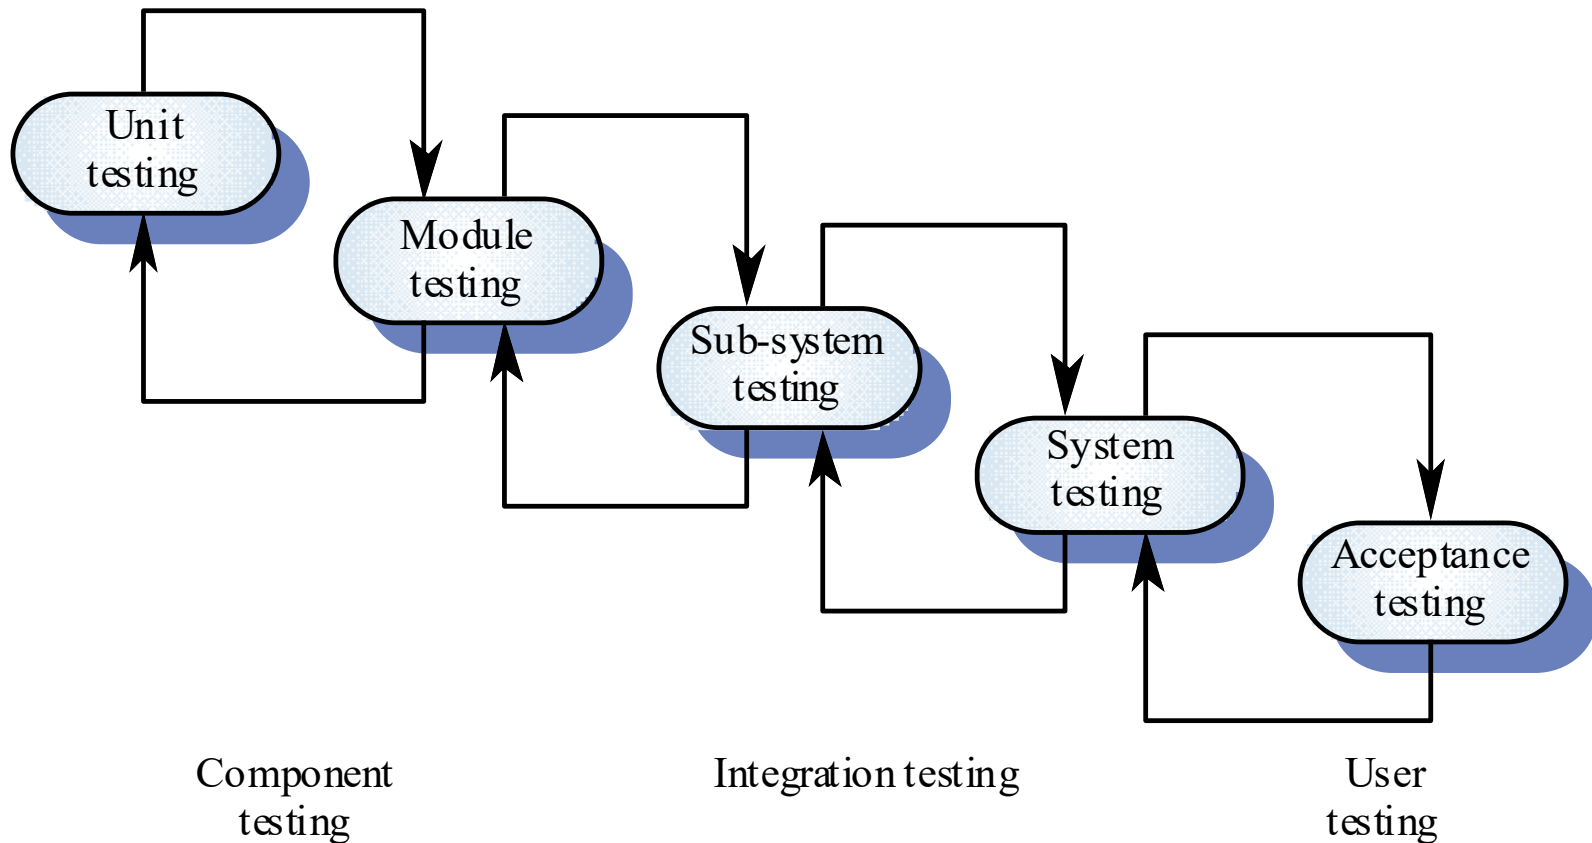 Unit
testing
Module
testing
Sub-system
testing
System
testing
Acceptance
testing
Component
testing
Integration testing
User
testing